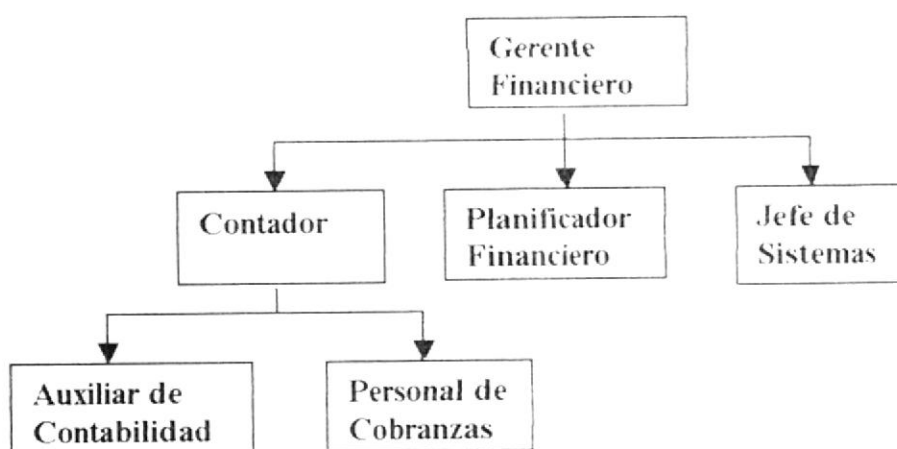 Gerente
Financiero
Contador
Planificador
Financiero
Jefe de
Sistemas
Auxiliar de
Contabilidad
Personal de
Cobranzas